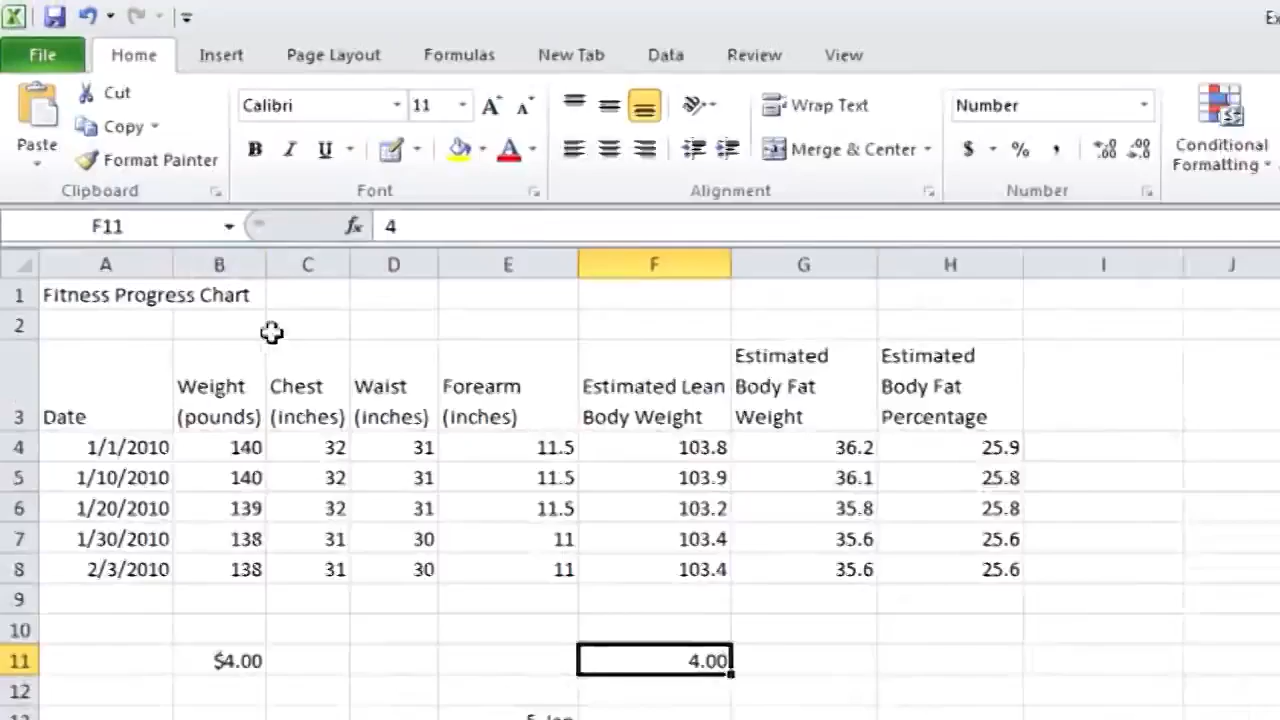 Ex
File Home Insert Page Layout Formulas New Tab Data Review View
Cut
Calibri 11 A A Wrap Text Number
Copy
Paste B I U A Merge & Center $ % , Conditional
Format Painter Formatting
Clipboard Font Alignment Number
F11 fx 4
A B C D E F G H I J
1 Fitness Progress Chart
2
Estimated Estimated
Weight Chest Waist Forearm Estimated Lean Body Fat Body Fat
3 Date (pounds) (inches) (inches) (inches) Body Weight Weight Percentage
4 1/1/2010 140 32 31 11.5 103.8 36.2 25.9
5 1/10/2010 140 32 31 11.5 103.9 36.1 25.8
6 1/20/2010 139 32 31 11.5 103.2 35.8 25.8
7 1/30/2010 138 31 30 11 103.4 35.6 25.6
8 2/3/2010 138 31 30 11 103.4 35.6 25.6
9
10
11 $4.00 4.00
12